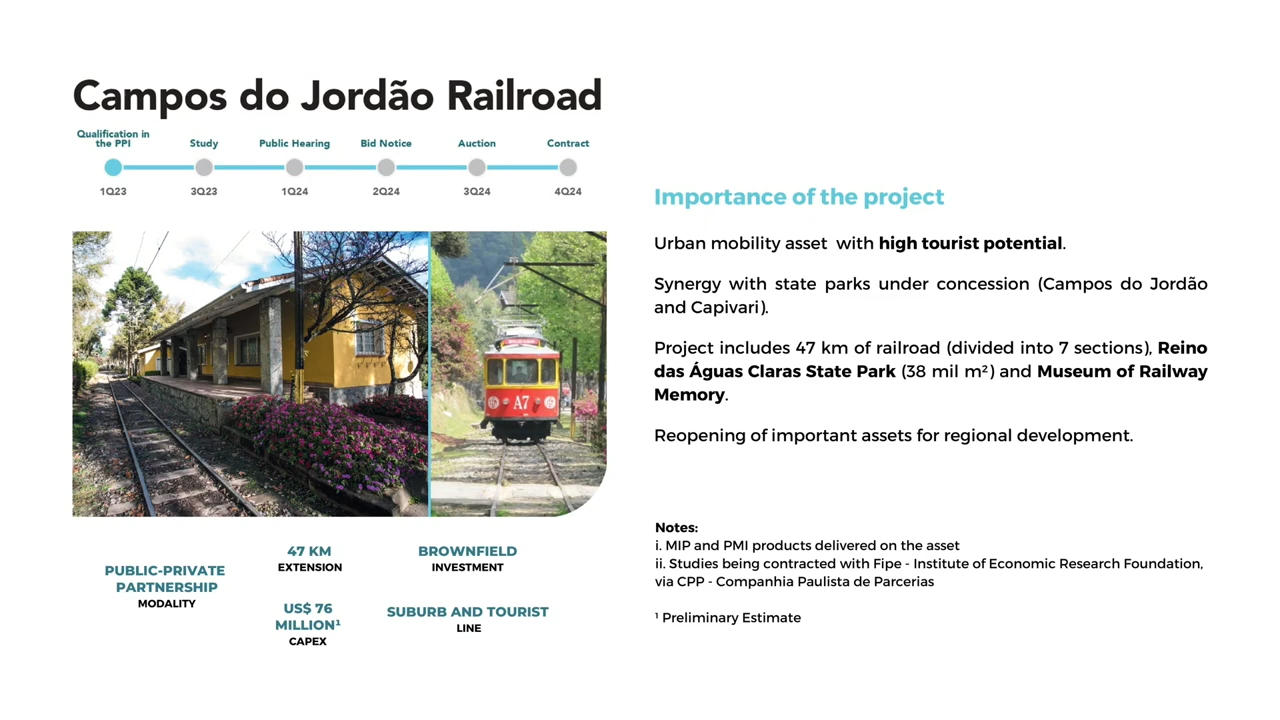 Campos do Jordão Railroad
Qualification in
the PPI
Study
Public Hearing
Bid Notice
Auction
Contract
1Q23
3Q23
1Q24
2Q24
3Q24
4Q24
A7
PUBLIC-PRIVATE
PARTNERSHIP
MODALITY
47 KM
EXTENSION
US$ 76
MILLION¹
CAPEX
BROWNFIELD
INVESTMENT
SUBURB AND TOURIST
LINE
Importance of the project
Urban mobility asset with high tourist potential.
Synergy with state parks under concession (Campos do Jordão
and Capivari).
Project includes 47 km of railroad (divided into 7 sections), Reino
das Águas Claras State Park (38 mil m²) and Museum of Railway
Memory.
Reopening of important assets for regional development.
Notes:
i. MIP and PMI products delivered on the asset
ii. Studies being contracted with Fipe - Institute of Economic Research Foundation,
via CPP - Companhia Paulista de Parcerias
¹ Preliminary Estimate